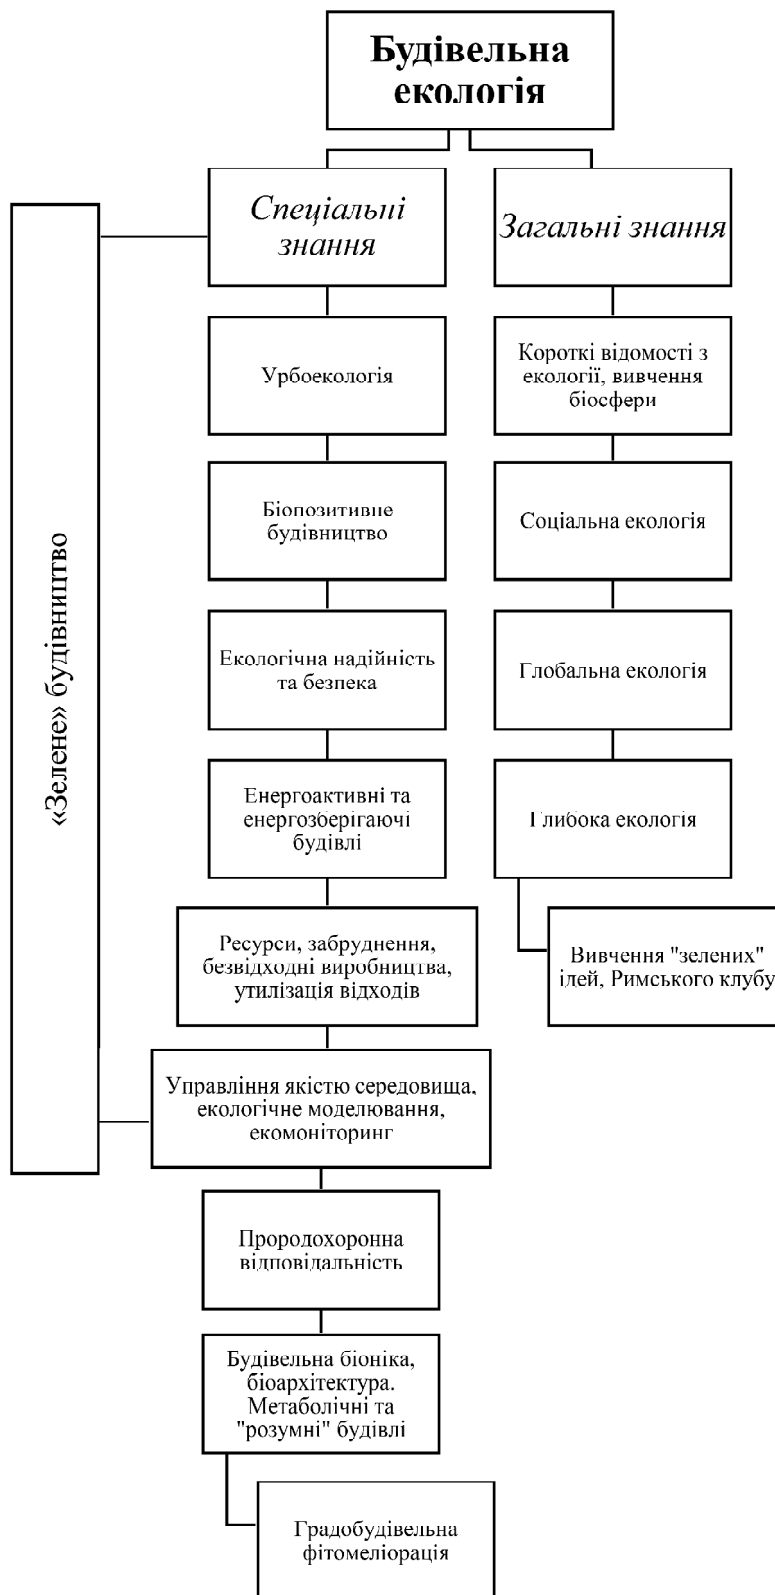 Будівельна
екологія
Спеціальні
знання
Загальні знання
«Зелене» будівництво
Урбоекологія
Короткі відомості з
екології, вивчення
біосфери
Біопозитивне
будівництво
Соціальна екологія
Екологічна надійність
та безпека
Глобальна екологія
Енергоактивні та
енергозберігаючі
будівлі
Глибока екологія
Ресурси, забруднення,
безвідходні виробництва,
утилізація відходів
Вивчення "зелених"
ідей, Римського клубу
Управління якістю середовища,
екологічне моделювання,
екомоніторинг
Прородохоронна
відповідальність
Будівельна біоніка,
біоархітектура.
Метаболічні та
"розумні" будівлі
Градобудівельна
фітомеліорація